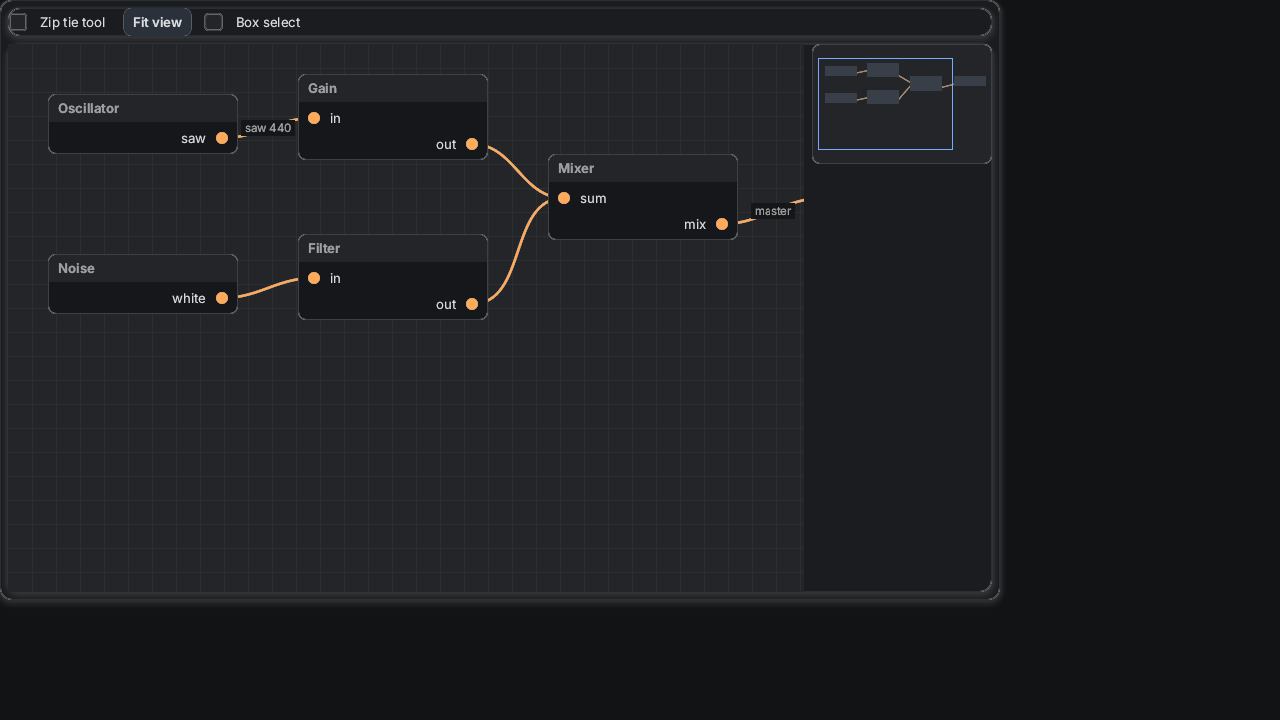 Zip tie tool
Fit view
Box select
Oscillator
saw
saw 440
Gain
in
out
Mixer
sum
mix
master
Noise
white
Filter
in
out